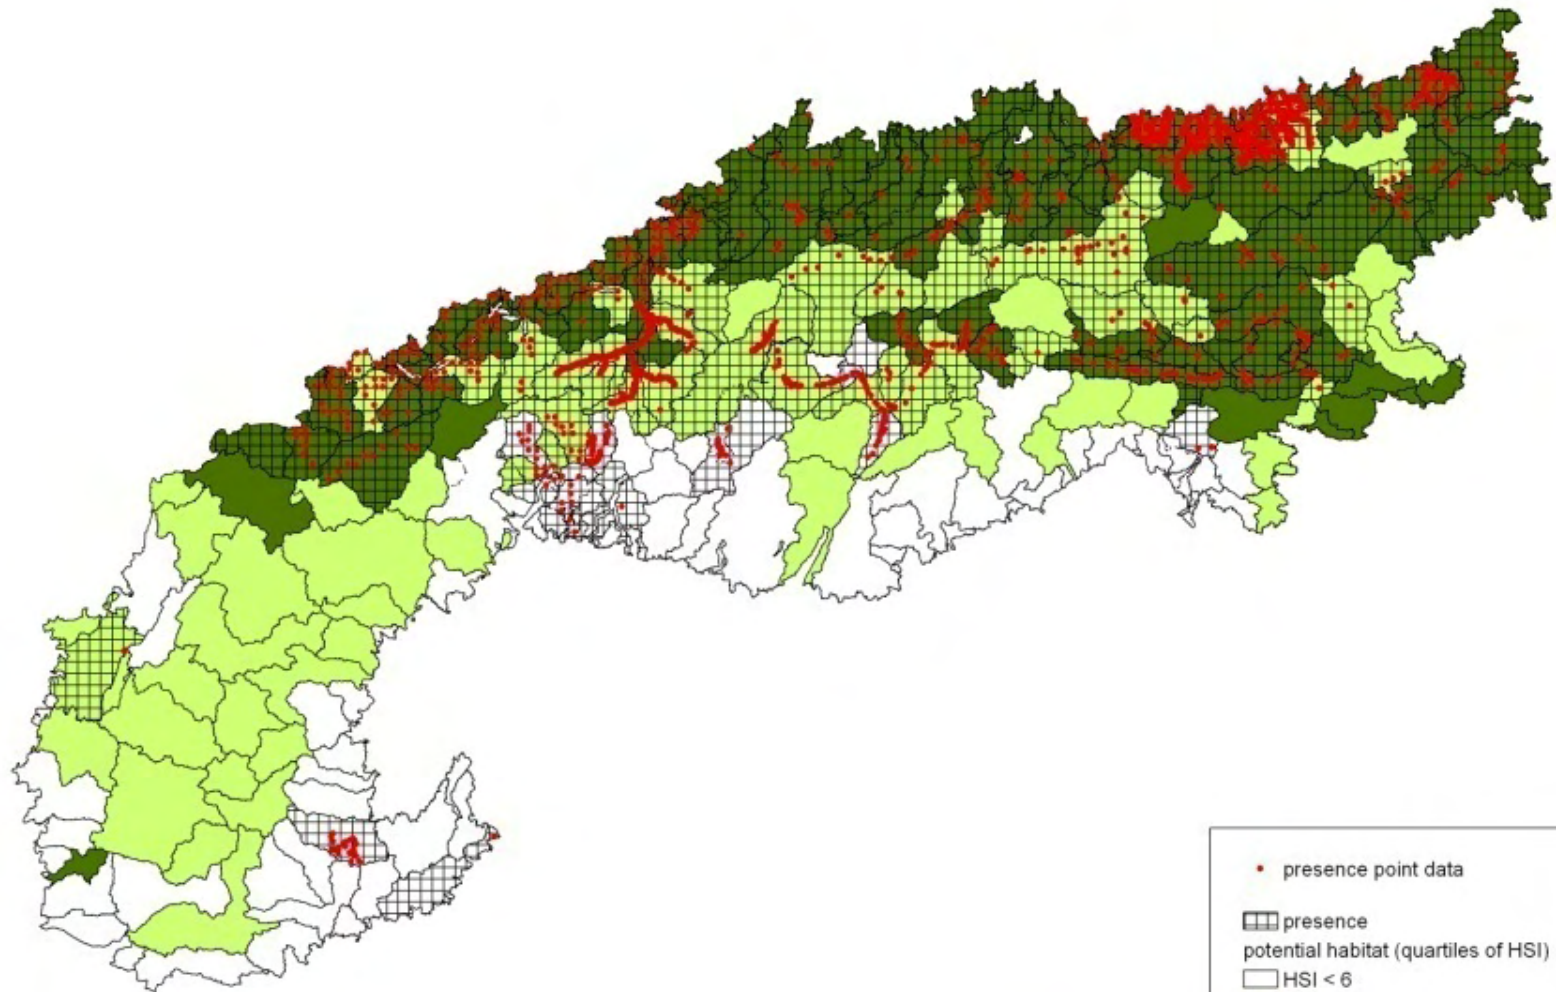 presence point data
presence
potential habitat (quartiles of HSI)
HSI < 6